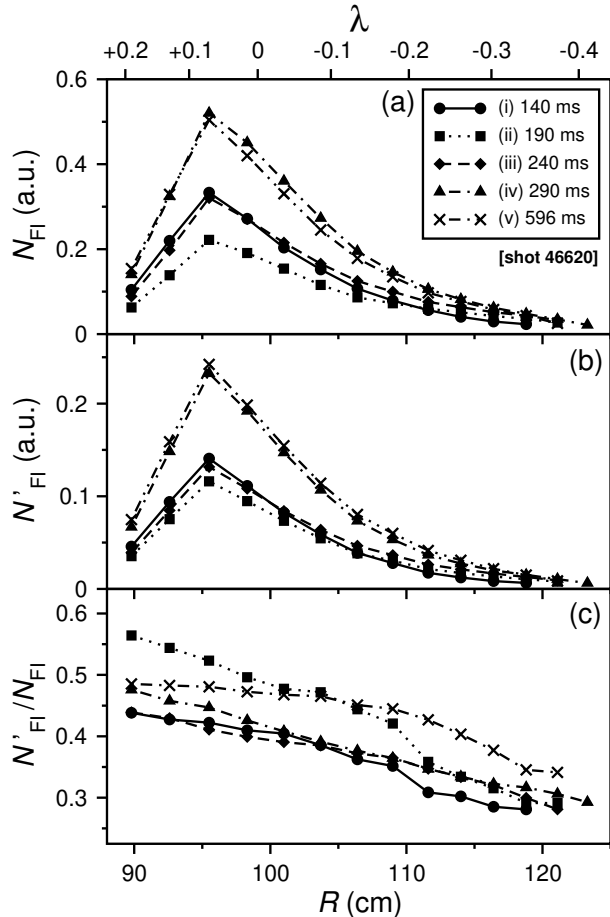 λ
+0.2 +0.1 0 -0.1 -0.2 -0.3 -0.4
0.6
(a)
(i) 140 ms
(ii) 190 ms
(iii) 240 ms
(iv) 290 ms
(v) 596 ms
[shot 46620]
0.4
0.2
0
N_FI (a.u.)
(b)
0.2
0.1
0
N'_FI (a.u.)
(c)
0.6
0.5
0.4
0.3
N'_FI/N_FI
90 100 110 120
R (cm)